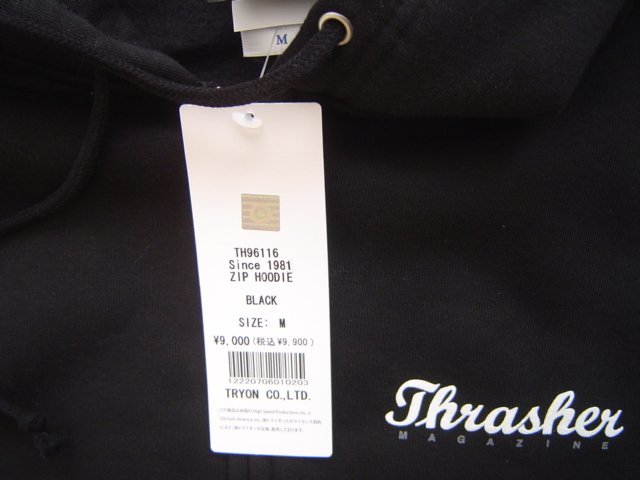 M
TH96116
Since 1981
ZIP HOODIE
BLACK
SIZE: M
¥9,000(税込¥9,900)
12220706010203
TRYON CO.,LTD.
Thrasher
MAGAZINE